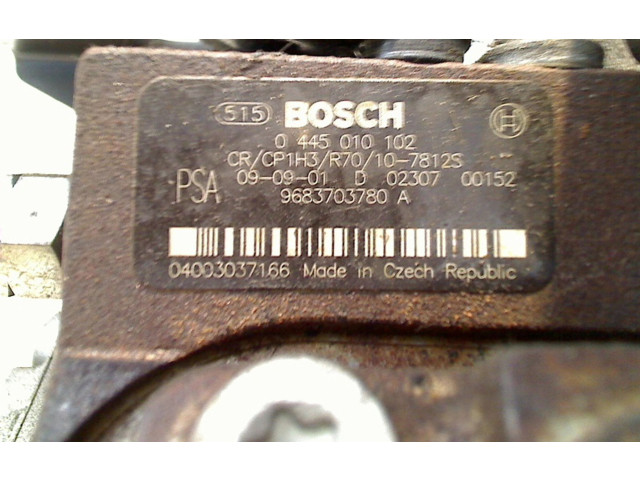 515 BOSCH
0 445 010 102
CR/CP1H3/R70/10-7812S
PSA 09-09-01 D 02307 00152
9683703780 A
04003037166 Made in Czech Republic